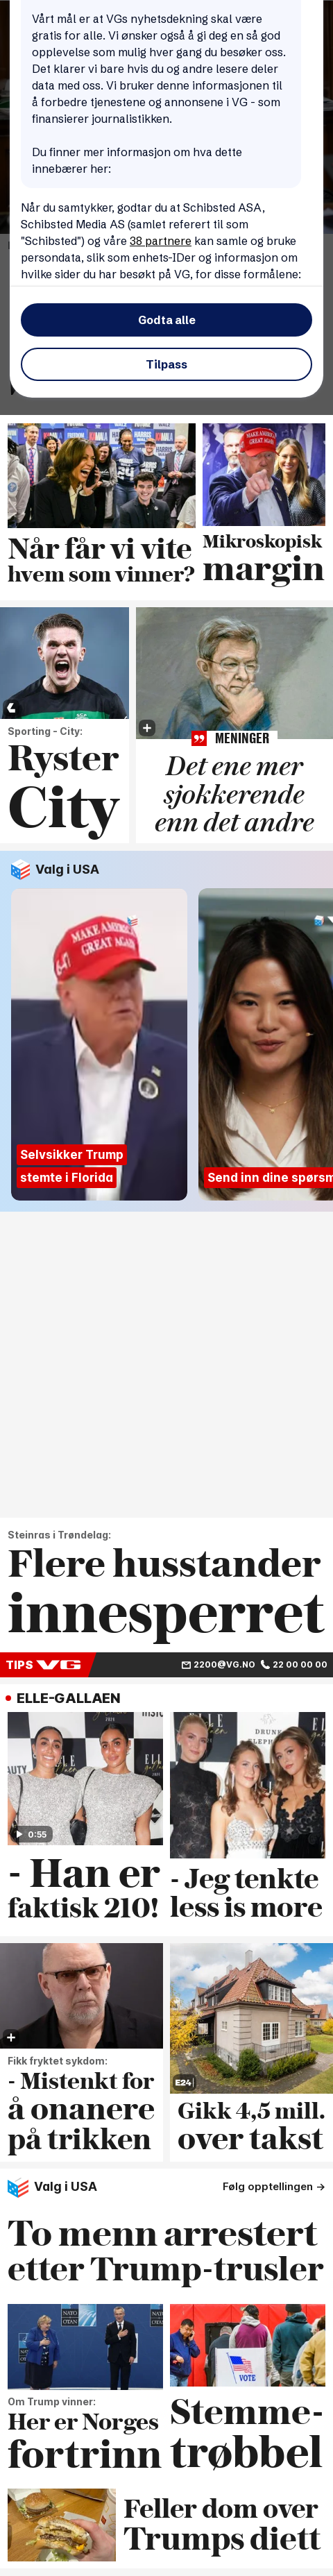 Vårt mål er at VGs nyhetsdekning skal være
gratis for alle. Vi ønsker også å gi deg en så god
opplevelse som mulig hver gang du besøker oss.
Det klarer vi bare hvis du og andre lesere deler
data med oss. Vi bruker denne informasjonen til
å forbedre tjenestene og annonsene i VG - som
finansierer journalistikken.
Du finner mer informasjon om hva dette
innebærer her:
Når du samtykker, godtar du at Schibsted ASA,
Schibsted Media AS (samlet referert til som
"Schibsted") og våre 38 partnere kan samle og bruke
persondata, slik som enhets-IDer og informasjon om
hvilke sider du har besøkt på VG, for disse formålene:
Godta alle
Tilpass
Når får vi vite
hvem som vinner?
Mikroskopisk
margin
Sporting - City:
Ryster
City
MENINGER
Det ene mer
sjokkerende
enn det andre
Valg i USA
MAKE AMERICA
GREAT AGAIN
Selvsikker Trump
stemte i Florida
Send inn dine spørsm
Steinras i Trøndelag:
Flere husstander
innesperret
TIPS VG
2200@VG.NO
22 00 00 00
ELLE-GALLAEN
0:55
- Han er
faktisk 210!
- Jeg tenkte
less is more
Fikk fryktet sykdom:
- Mistenkt for
å onanere
på trikken
E24
Gikk 4,5 mill.
over takst
Valg i USA
Følg opptellingen →
To menn arrestert
etter Trump-trusler
NATO
OTAN
VOTE
Om Trump vinner:
Her er Norges
fortrinn
Stemme-
trøbbel
Feller dom over
Trumps diett